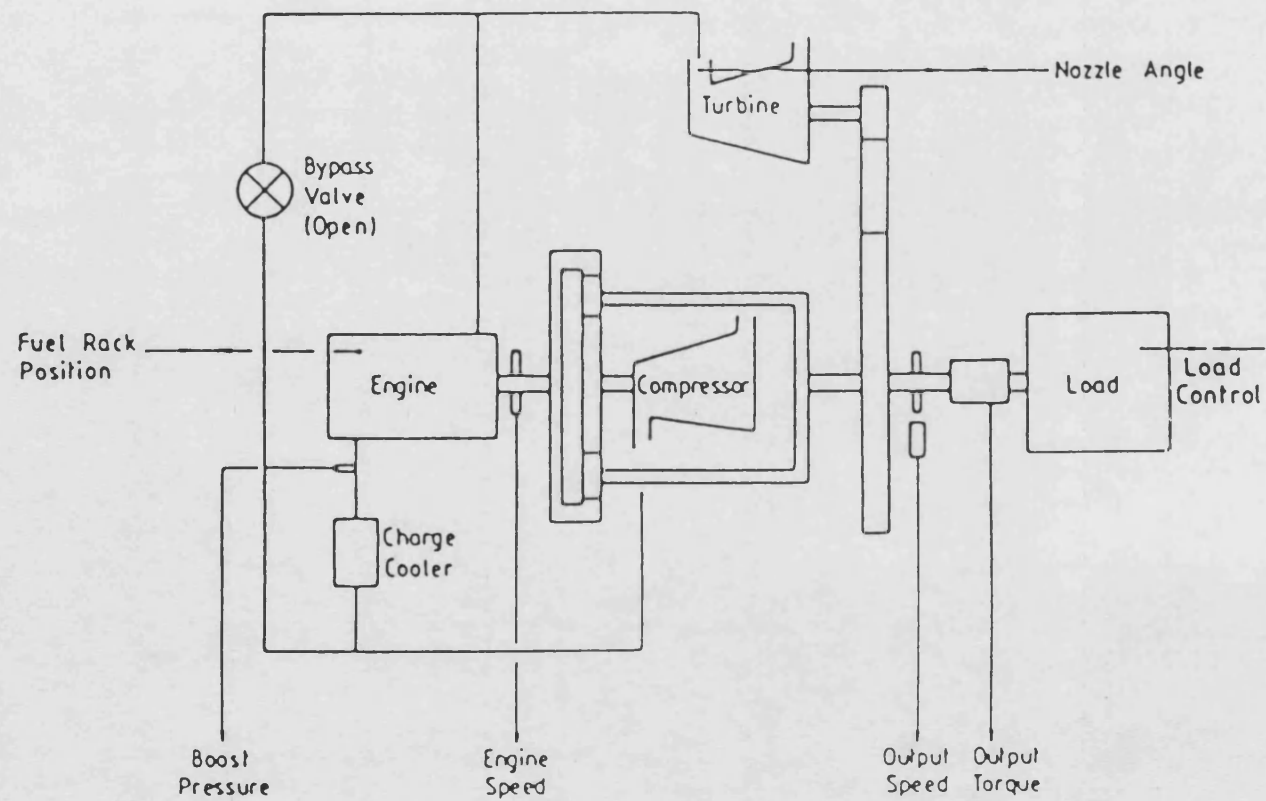 Nozzle Angle
Turbine
Bypass
Valve
(Open)
Fuel Rack
Position
Engine
Compressor
Load
Load
Control
Charge
Cooler
Boost
Pressure
Engine
Speed
Output
Speed
Output
Torque